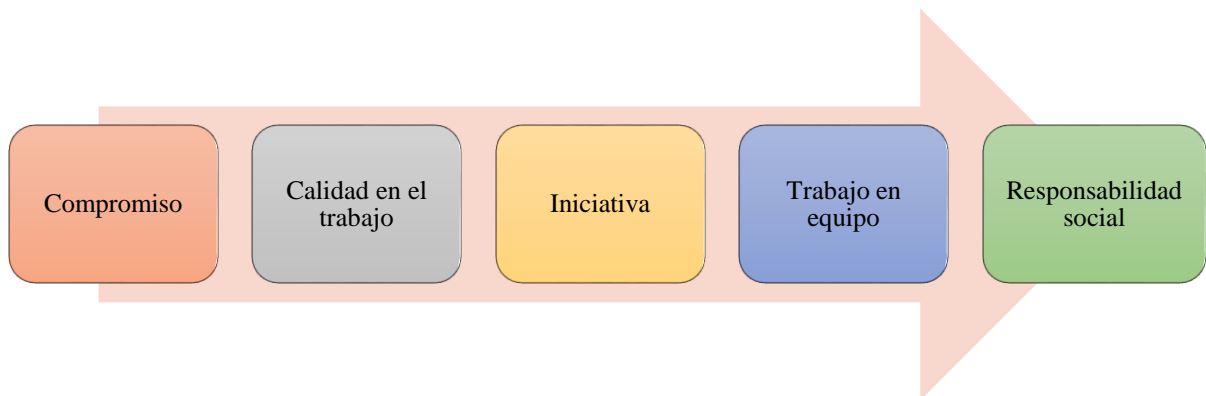 Compromiso
Calidad en el
trabajo
Iniciativa
Trabajo en
equipo
Responsabilidad
social